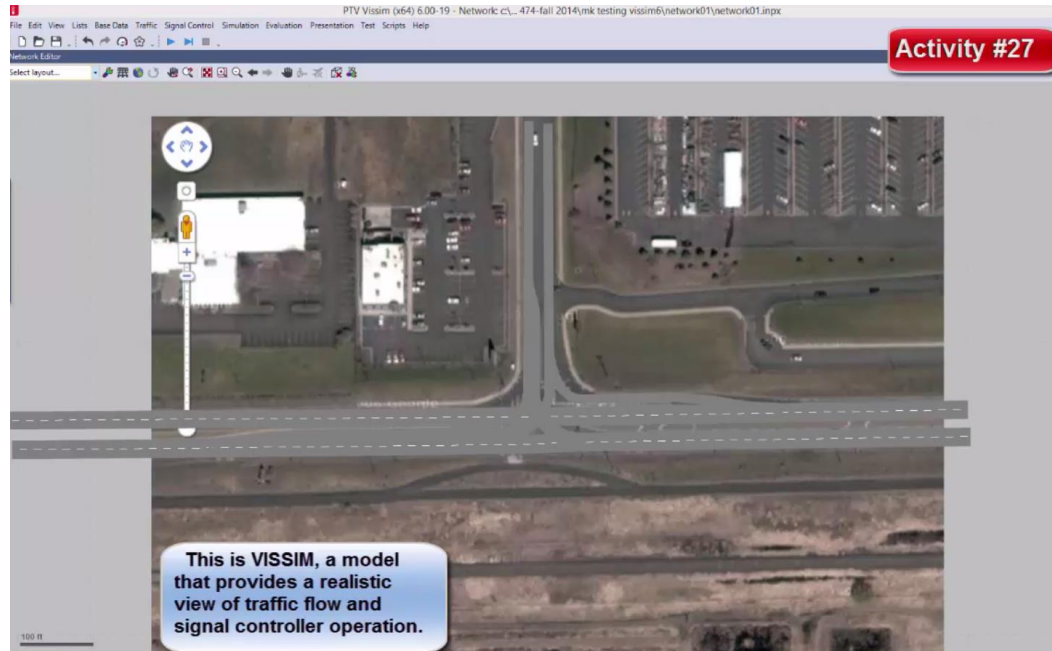 PTV Vissim (x64) 6.00-19 - Network: c:\... 474-fall 2014\mk testing vissim6\network01\network01.inpx
File Edit View Lists Base Data Traffic Signal Control Simulation Evaluation Presentation Test Scripts Help
Network Editor
Activity #27
Select layout...
This is VISSIM, a model
that provides a realistic
view of traffic flow and
signal controller operation.
100 ft